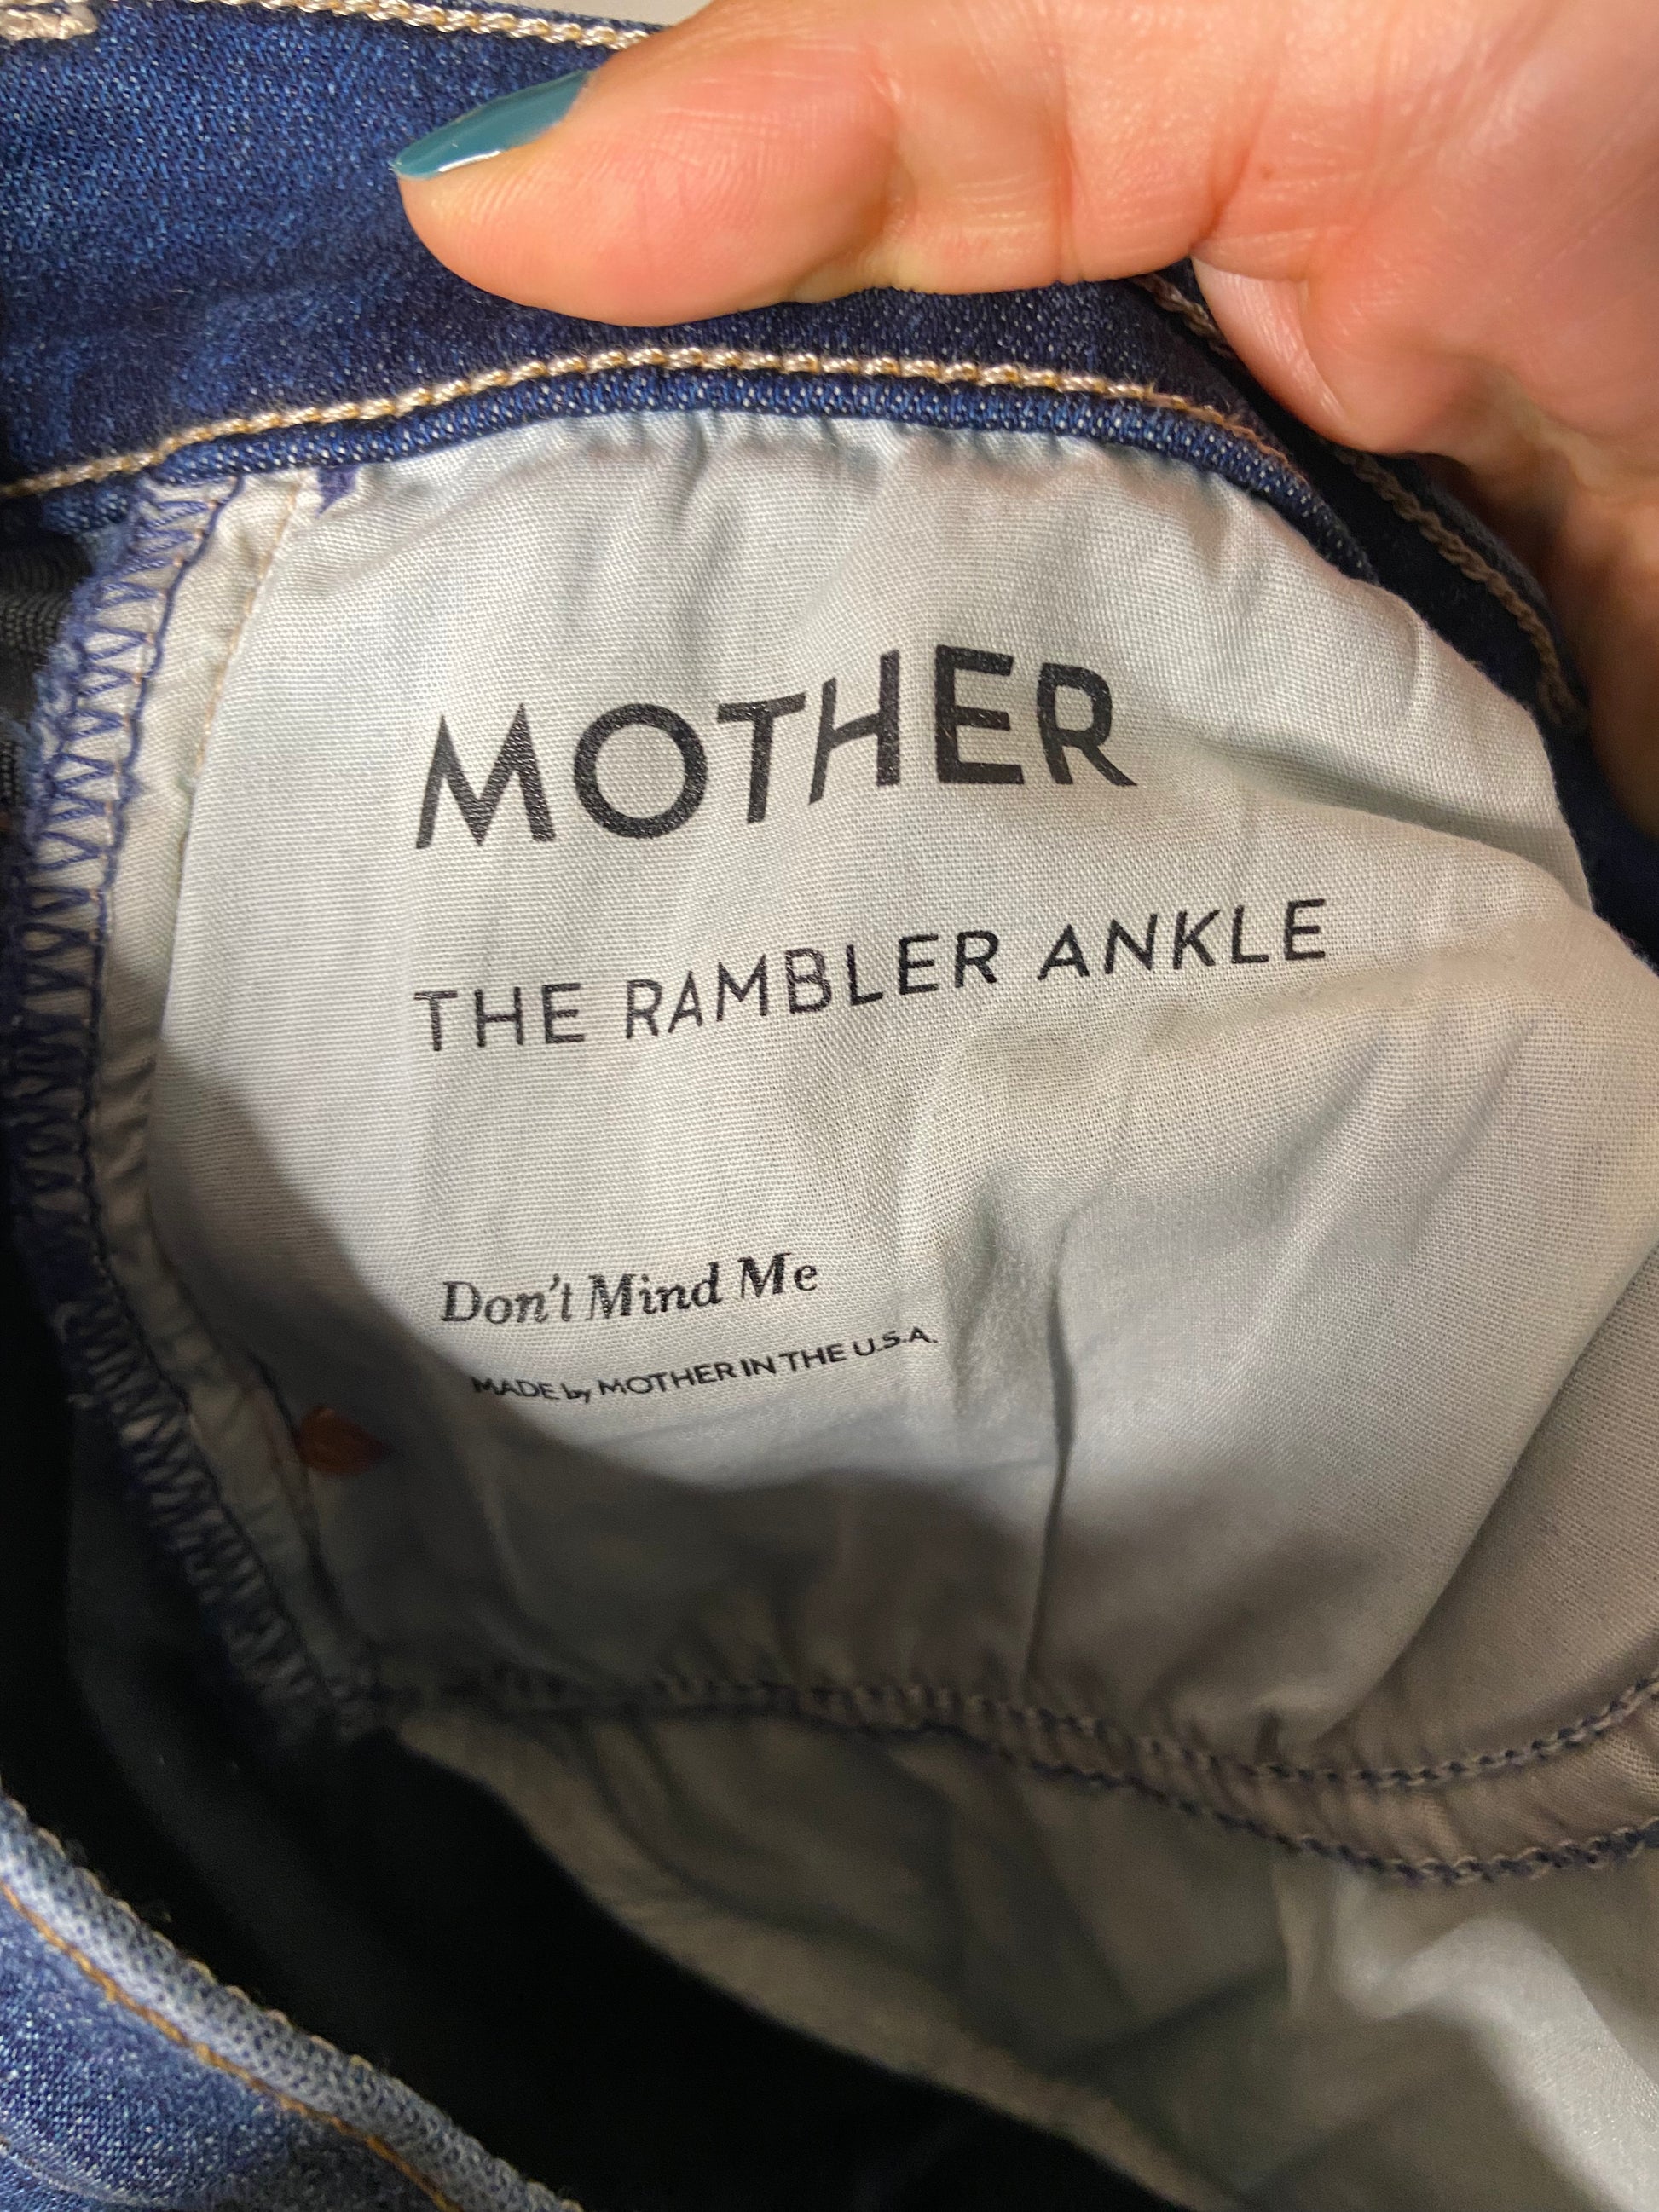 MOTHER
THE RAMBLER ANKLE
Don't Mind Me
MADE by MOTHER IN THE U.S.A.